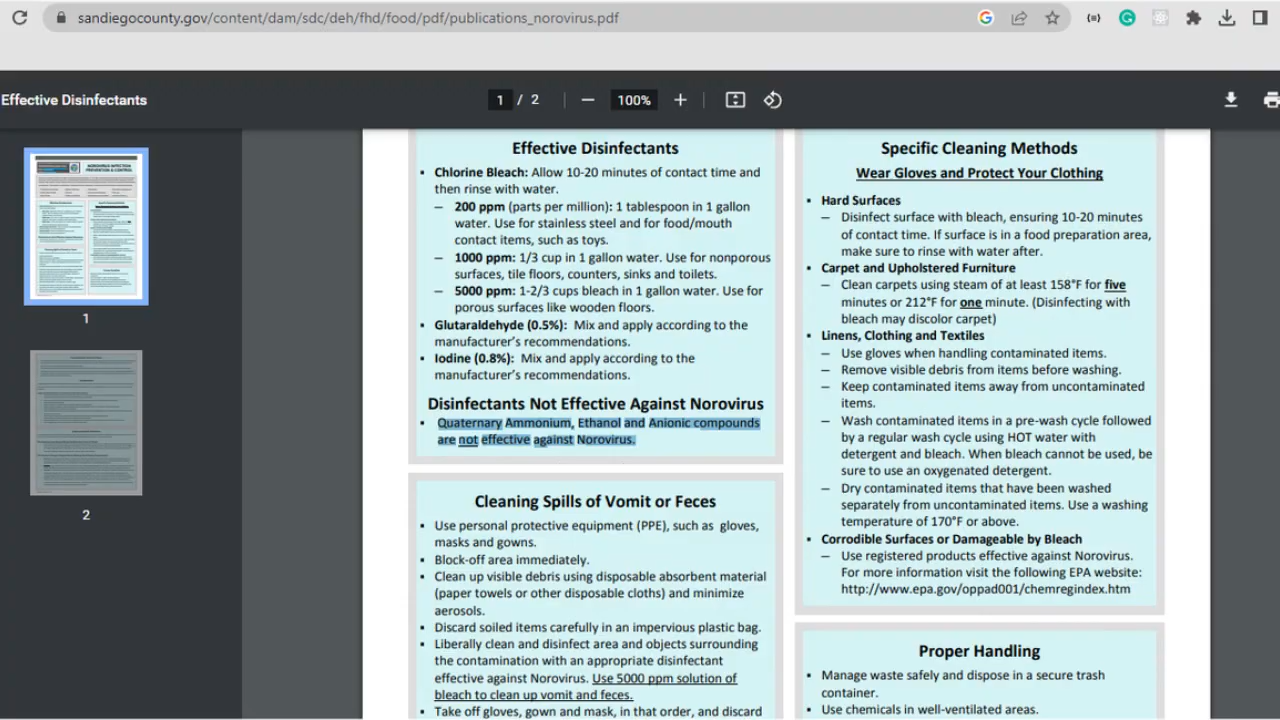 sandiegocounty.gov/content/dam/sdc/deh/fhd/food/pdf/publications_norovirus.pdf
Effective Disinfectants
1 / 2
100%
1
2
Effective Disinfectants
• Chlorine Bleach: Allow 10-20 minutes of contact time and
then rinse with water.
– 200 ppm (parts per million): 1 tablespoon in 1 gallon
water. Use for stainless steel and for food/mouth
contact items, such as toys.
– 1000 ppm: 1/3 cup in 1 gallon water. Use for nonporous
surfaces, tile floors, counters, sinks and toilets.
– 5000 ppm: 1-2/3 cups bleach in 1 gallon water. Use for
porous surfaces like wooden floors.
• Glutaraldehyde (0.5%): Mix and apply according to the
manufacturer's recommendations.
• Iodine (0.8%): Mix and apply according to the
manufacturer's recommendations.
Disinfectants Not Effective Against Norovirus
• Quaternary Ammonium, Ethanol and Anionic compounds
are not effective against Norovirus.
Cleaning Spills of Vomit or Feces
• Use personal protective equipment (PPE), such as gloves,
masks and gowns.
• Block-off area immediately.
• Clean up visible debris using disposable absorbent material
(paper towels or other disposable cloths) and minimize
aerosols.
• Discard soiled items carefully in an impervious plastic bag.
• Liberally clean and disinfect area and objects surrounding
the contamination with an appropriate disinfectant
effective against Norovirus. Use 5000 ppm solution of
bleach to clean up vomit and feces.
• Take off gloves, gown and mask, in that order, and discard
Specific Cleaning Methods
Wear Gloves and Protect Your Clothing
• Hard Surfaces
– Disinfect surface with bleach, ensuring 10-20 minutes
of contact time. If surface is in a food preparation area,
make sure to rinse with water after.
• Carpet and Upholstered Furniture
– Clean carpets using steam of at least 158°F for five
minutes or 212°F for one minute. (Disinfecting with
bleach may discolor carpet)
• Linens, Clothing and Textiles
– Use gloves when handling contaminated items.
– Remove visible debris from items before washing.
– Keep contaminated items away from uncontaminated
items.
– Wash contaminated items in a pre-wash cycle followed
by a regular wash cycle using HOT water with
detergent and bleach. When bleach cannot be used, be
sure to use an oxygenated detergent.
– Dry contaminated items that have been washed
separately from uncontaminated items. Use a washing
temperature of 170°F or above.
• Corrodible Surfaces or Damageable by Bleach
– Use registered products effective against Norovirus.
For more information visit the following EPA website:
http://www.epa.gov/oppad001/chemregindex.htm
Proper Handling
• Manage waste safely and dispose in a secure trash
container.
• Use chemicals in well-ventilated areas.